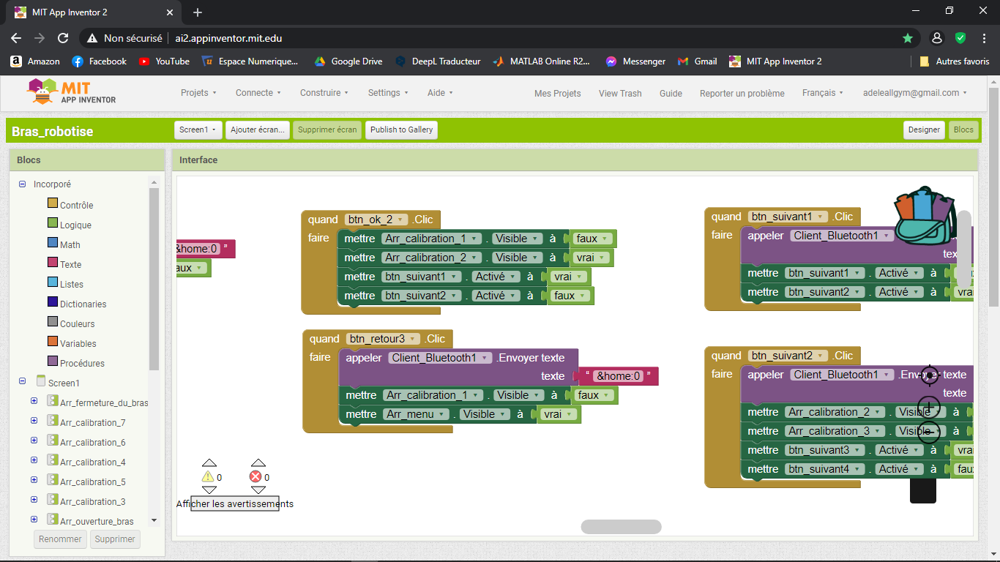 MIT App Inventor 2
Non sécurisé ai2.appinventor.mit.edu
Amazon Facebook YouTube Espace Numerique... Google Drive DeepL Traducteur MATLAB Online R2... Messenger Gmail MIT App Inventor 2 Autres favoris
MIT
APP INVENTOR
Projets Connecte Construire Settings Aide Mes Projets View Trash Guide Reporter un problème Français adeleallgym@gmail.com
Bras_robotise Screen1 Ajouter écran... Supprimer écran Publish to Gallery Designer Blocs
Blocs
Incorporé
Contrôle
Logique
Math
Texte
Listes
Dictionaries
Couleurs
Variables
Procédures
Screen1
Arr_fermeture_du_bras
Arr_calibration_7
Arr_calibration_6
Arr_calibration_4
Arr_calibration_5
Arr_calibration_3
Arr_ouverture_bras
Renommer Supprimer
Interface
&home:0 ”
aux
quand btn_ok_2 .Clic
faire mettre Arr_calibration_1 . Visible à faux
mettre Arr_calibration_2 . Visible à vrai
mettre btn_suivant1 . Activé à vrai
mettre btn_suivant2 . Activé à faux
quand btn_retour3 .Clic
faire appeler Client_Bluetooth1 .Envoyer texte
texte “ &home:0 ”
mettre Arr_calibration_1 . Visible à faux
mettre Arr_menu . Visible à vrai
quand btn_suivant1 .Clic
faire appeler Client_Bluetooth1
tex
mettre btn_suivant1 . Activé à
mettre btn_suivant2 . Activé à vra
quand btn_suivant2 .Clic
faire appeler Client_Bluetooth1 .Envoyer texte
texte
mettre Arr_calibration_2 . Visible à
mettre Arr_calibration_3 . Visible à
mettre btn_suivant3 . Activé à vrai
mettre btn_suivant4 . Activé à fau
0 0
Afficher les avertissements